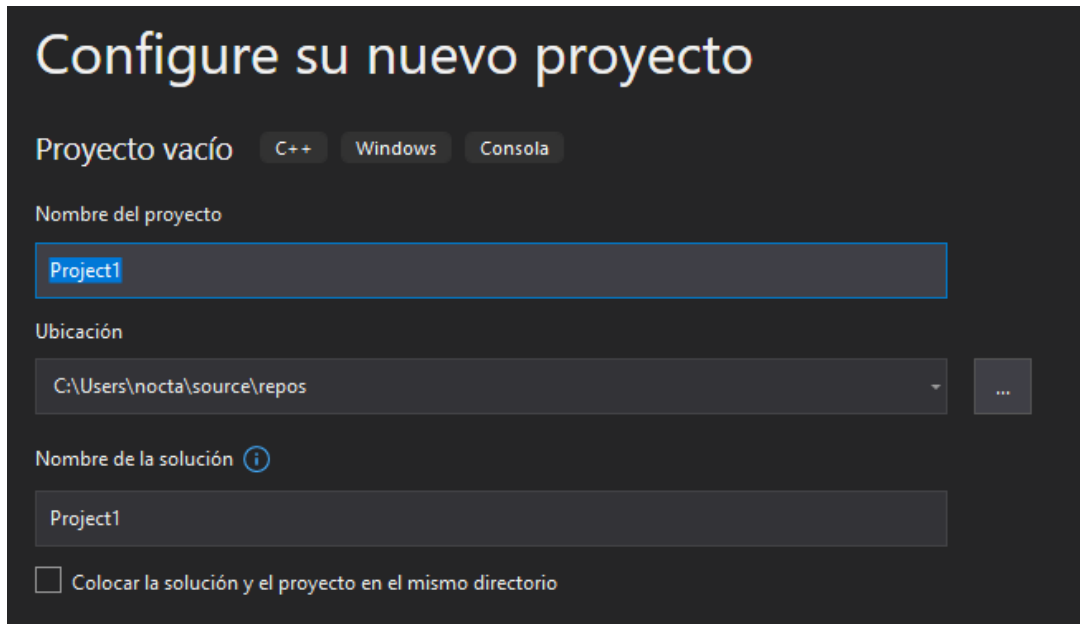 Configure su nuevo proyecto
Proyecto vacío C++ Windows Consola
Nombre del proyecto
Project1
Ubicación
C:\Users\nocta\source\repos
...
Nombre de la solución
Project1
Colocar la solución y el proyecto en el mismo directorio